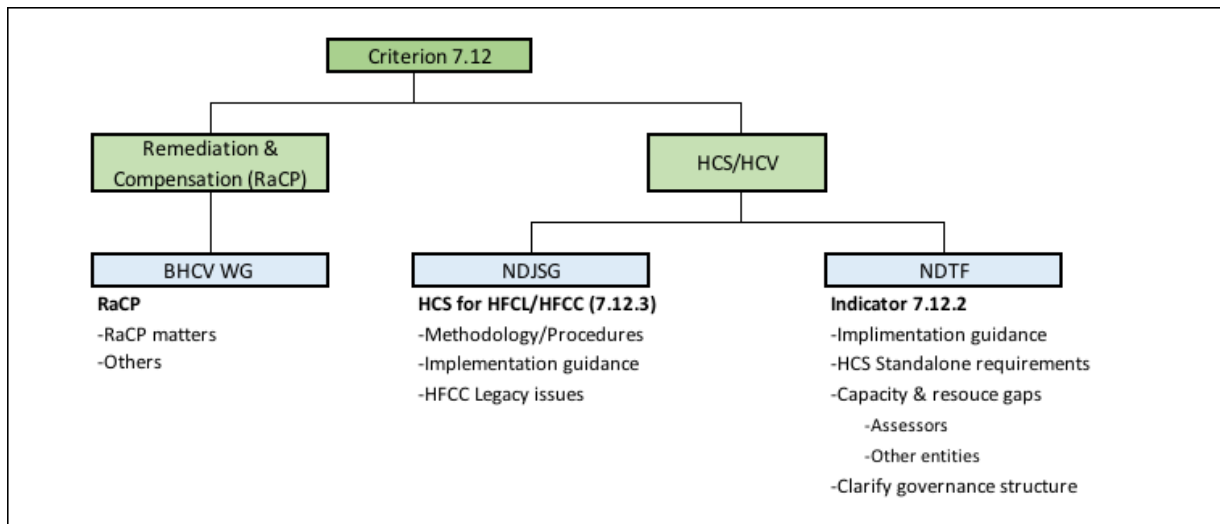 Criterion 7.12
Remediation &
Compensation (RaCP)
HCS/HCV
BHCV WG
RaCP
-RaCP matters
-Others
NDJSG
HCS for HFCL/HFCC (7.12.3)
-Methodology/Procedures
-Implementation guidance
-HFCC Legacy issues
NDTF
Indicator 7.12.2
-Implimentation guidance
-HCS Standalone requirements
-Capacity & resouce gaps
-Assessors
-Other entities
-Clarify governance structure